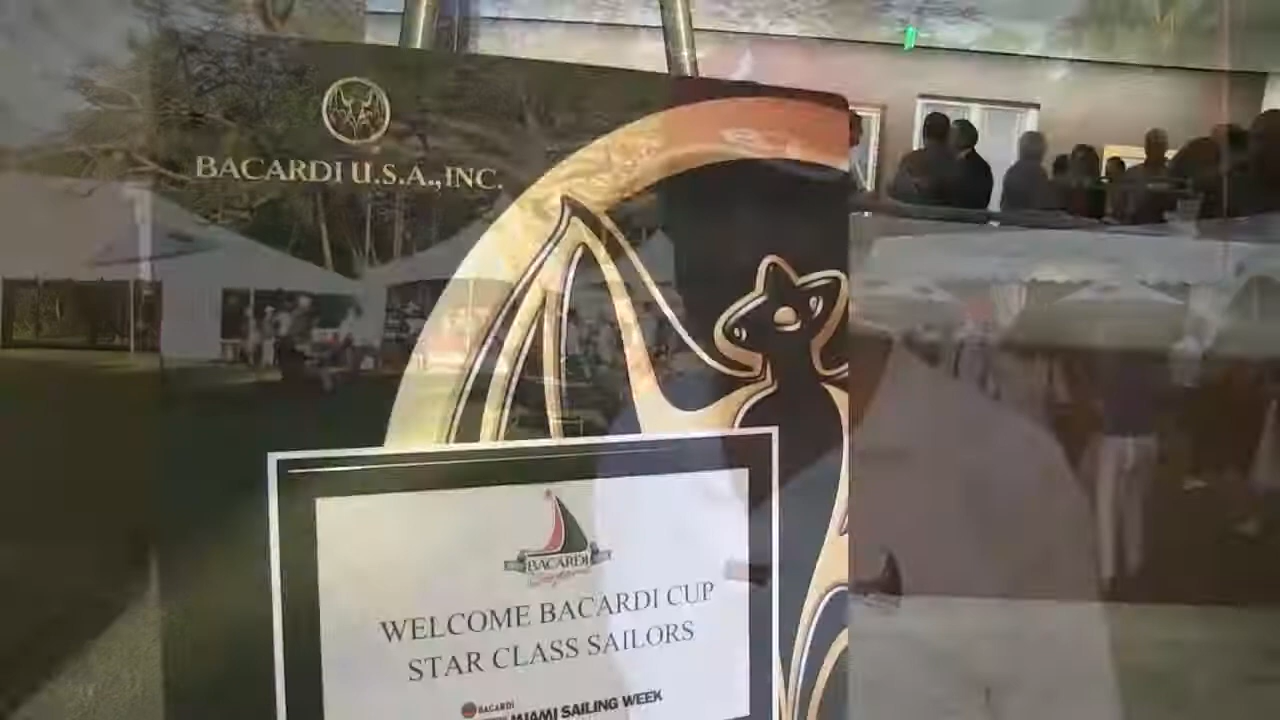 BACARDI U.S.A., INC.
BACARDI
WELCOME BACARDI CUP
STAR CLASS SAILORS
BACARDI
MIAMI SAILING WEEK